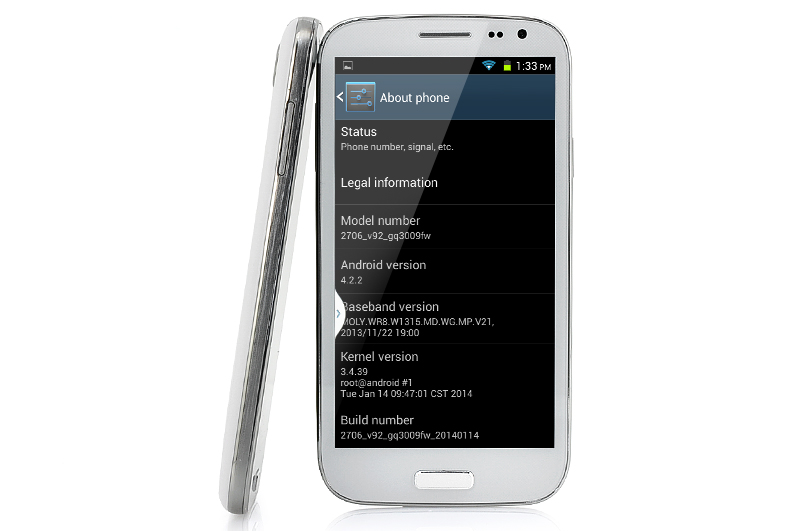 1:33 PM
About phone
Status
Phone number, signal, etc.
Legal information
Model number
2706_v92_gq3009fw
Android version
4.2.2
Baseband version
MOLY.WR8.W1315.MD.WG.MP.V21,
2013/11/22 19:00
Kernel version
3.4.39
root@android #1
Tue Jan 14 09:47:01 CST 2014
Build number
2706_v92_gq3009fw_20140114